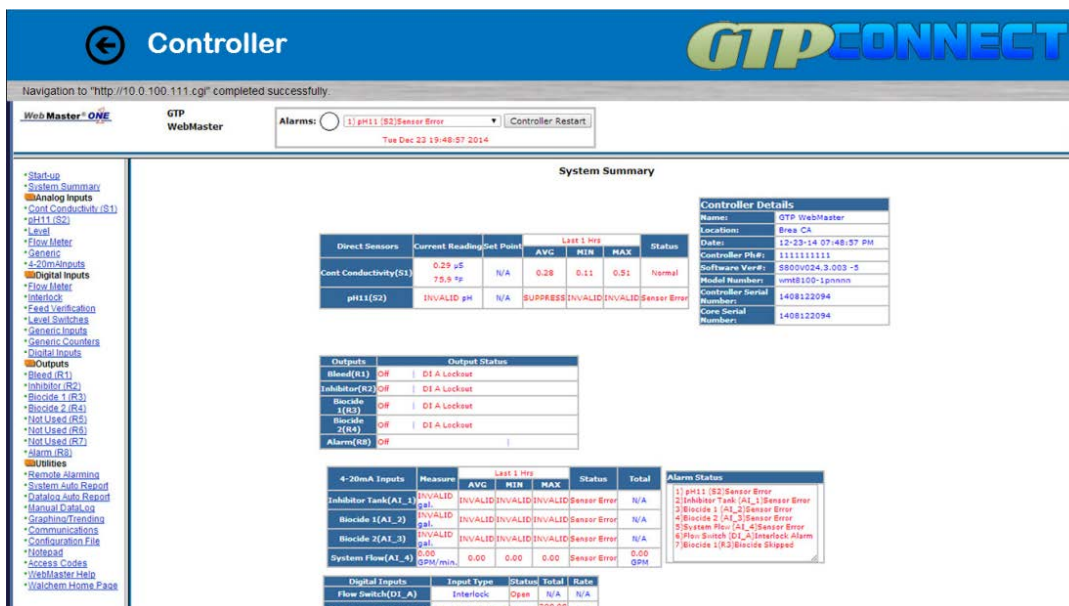 Controller
GTPCONNECT
Navigation to "http://10.0.100.111.cgi" completed successfully.
Web Master® ONE
GTP
WebMaster
Alarms: 1) pH11 (S2)Sensor Error Controller Restart
Tue Dec 23 19:48:57 2014
Start-up
System Summary
Analog Inputs
Cont Conductivity (S1)
pH11 (S2)
Level
Flow Meter
Generic
4-20mAInputs
Digital Inputs
Flow Meter
Interlock
Feed Verification
Level Switches
Generic Inputs
Generic Counters
Digital Inputs
Outputs
Bleed (R1)
Inhibitor (R2)
Biocide 1 (R3)
Biocide 2 (R4)
Not Used (R5)
Not Used (R6)
Not Used (R7)
Alarm (R8)
Utilities
Remote Alarming
System Auto Report
Datalog Auto Report
Manual DataLog
Graphing/Trending
Communications
Configuration File
Notepad
Access Codes
WebMaster Help
Walchem Home Page
System Summary
Direct Sensors Current Reading Set Point Last 1 Hrs Status
AVG MIN MAX
Cont Conductivity(S1) 0.29 µS 75.9 °F N/A 0.28 0.11 0.51 Normal
pH11(S2) INVALID pH N/A SUPPRESS INVALID INVALID Sensor Error
Controller Details
Name: GTP WebMaster
Location: Brea CA
Date: 12-23-14 07:48:57 PM
Controller Ph#: 1111111111
Software Ver#: S800v024,3.003 -5
Model Number: wmt8100-1pnnnn
Controller Serial Number: 1408122094
Core Serial Number: 1408122094
Outputs Output Status
Bleed(R1) Off | DI A Lockout
Inhibitor(R2) Off | DI A Lockout
Biocide 1(R3) Off | DI A Lockout
Biocide 2(R4) Off | DI A Lockout
Alarm(R8) Off |
4-20mA Inputs Measure Last 1 Hrs Status Total
AVG MIN MAX
Inhibitor Tank(AI_1) INVALID gal. INVALID INVALID INVALID Sensor Error N/A
Biocide 1(AI_2) INVALID gal. INVALID INVALID INVALID Sensor Error N/A
Biocide 2(AI_3) INVALID gal. INVALID INVALID INVALID Sensor Error N/A
System Flow(AI_4) 0.00 GPM/min. 0.00 0.00 0.00 Sensor Error 0.00 GPM
Alarm Status
1) pH11 (S2)Sensor Error
2)Inhibitor Tank (AI_1)Sensor Error
3)Biocide 1 (AI_2)Sensor Error
4)Biocide 2 (AI_3)Sensor Error
5)System Flow (AI_4)Sensor Error
6)Flow Switch (DI_A)Interlock Alarm
7)Biocide 1(R3)Biocide Skipped
Digital Inputs Input Type Status Total Rate
Flow Switch(DI_A) Interlock Open N/A N/A